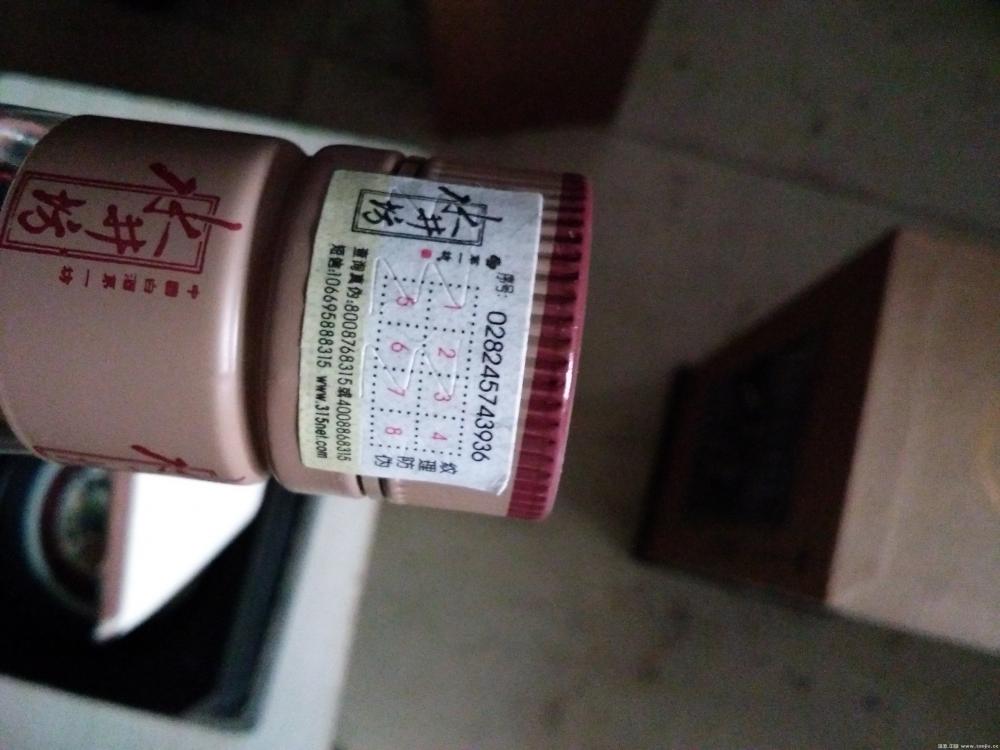 水井坊
中國白酒第一坊
水井坊
第一坊
序号:
028245743936
1 2 3 4
5 6 7 8
纹理防伪
查询真伪:8008768315或4008868315
短信:106695888315 www.315net.com